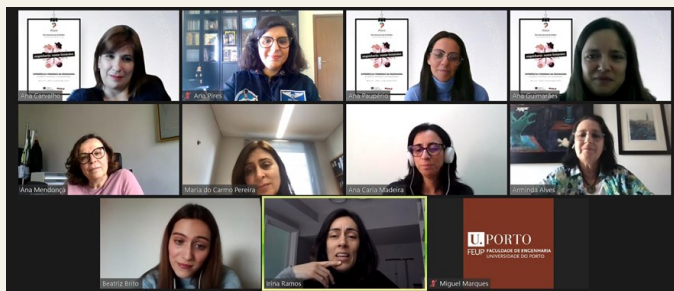 Ana Carvalho
Ana Pires
Ana Paupério
Ana Guimarães
Ana Mendonça
Maria do Carmo Pereira
Ana Carla Madeira
Arminda Alves
Beatriz Brito
Irina Ramos
U. PORTO
FEUP FACULDADE DE ENGENHARIA
UNIVERSIDADE DO PORTO
Miguel Marques